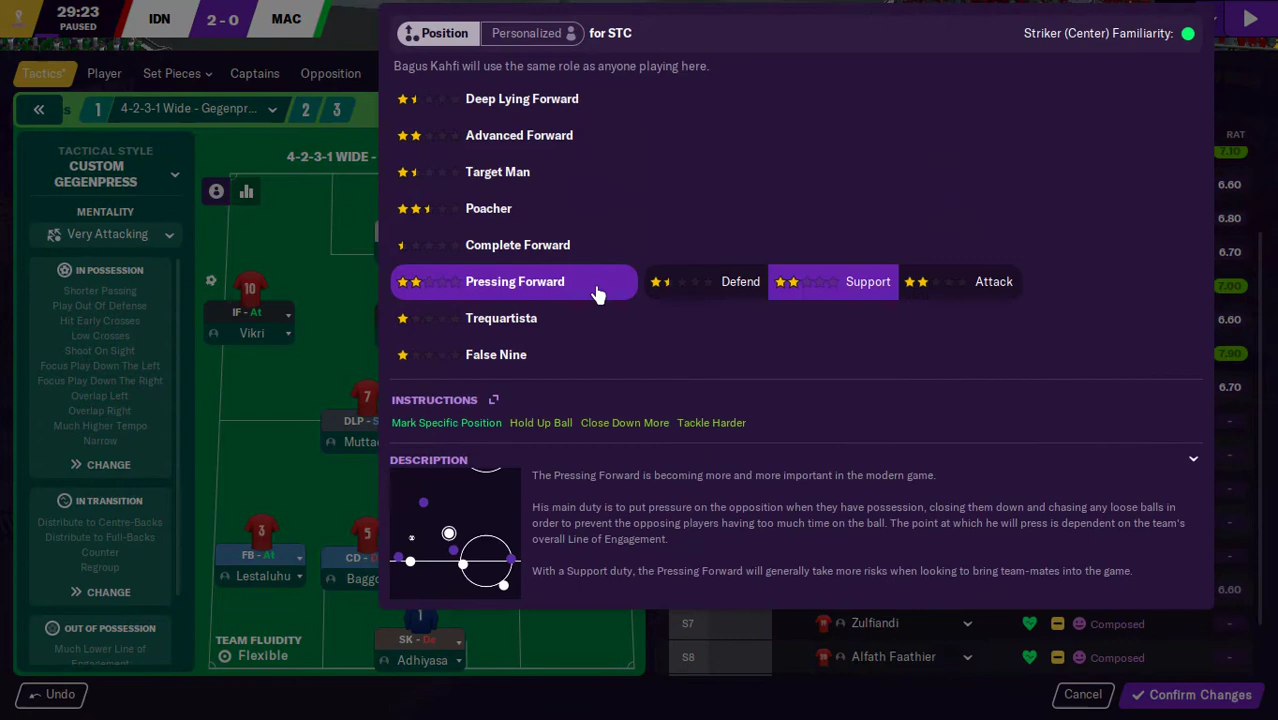 29:23
PAUSED
IDN
2 - 0
MAC
Tactics*
Player
Set Pieces
Captains
Opposition
1
4-2-3-1 Wide - Gegenpr...
2
3
TACTICAL STYLE
CUSTOM
GEGENPRESS
MENTALITY
Very Attacking
IN POSSESSION
Shorter Passing
Play Out Of Defense
Hit Early Crosses
Low Crosses
Shoot On Sight
Focus Play Down The Left
Focus Play Down The Right
Overlap Left
Overlap Right
Much Higher Tempo
Narrow
CHANGE
IN TRANSITION
Distribute to Centre-Backs
Distribute to Full-Backs
Counter
Regroup
CHANGE
OUT OF POSSESSION
Much Lower Line of
Engagement
4-2-3-1 WIDE -
10
IF - At
Vikri
7
DLP - S
Mutta
3
FB - At
Lestaluhu
5
CD - D
Baggo
1
SK - De
Adhiyasa
TEAM FLUIDITY
Flexible
Position
Personalized
for STC
Striker (Center) Familiarity:
Bagus Kahfi will use the same role as anyone playing here.
Deep Lying Forward
Advanced Forward
Target Man
Poacher
Complete Forward
Pressing Forward
Defend
Support
Attack
Trequartista
False Nine
INSTRUCTIONS
Mark Specific Position Hold Up Ball Close Down More Tackle Harder
DESCRIPTION
The Pressing Forward is becoming more and more important in the modern game.
His main duty is to put pressure on the opposition when they have possession, closing them down and chasing any loose balls in
order to prevent the opposing players having too much time on the ball. The point at which he will press is dependent on the team's
overall Line of Engagement.
With a Support duty, the Pressing Forward will generally take more risks when looking to bring team-mates into the game.
RAT
7.10
6.60
6.80
6.70
7.00
7.90
6.70
6.60
S7
Zulfiandi
Composed
-
S8
Alfath Faathier
Composed
-
Undo
Cancel
Confirm Changes